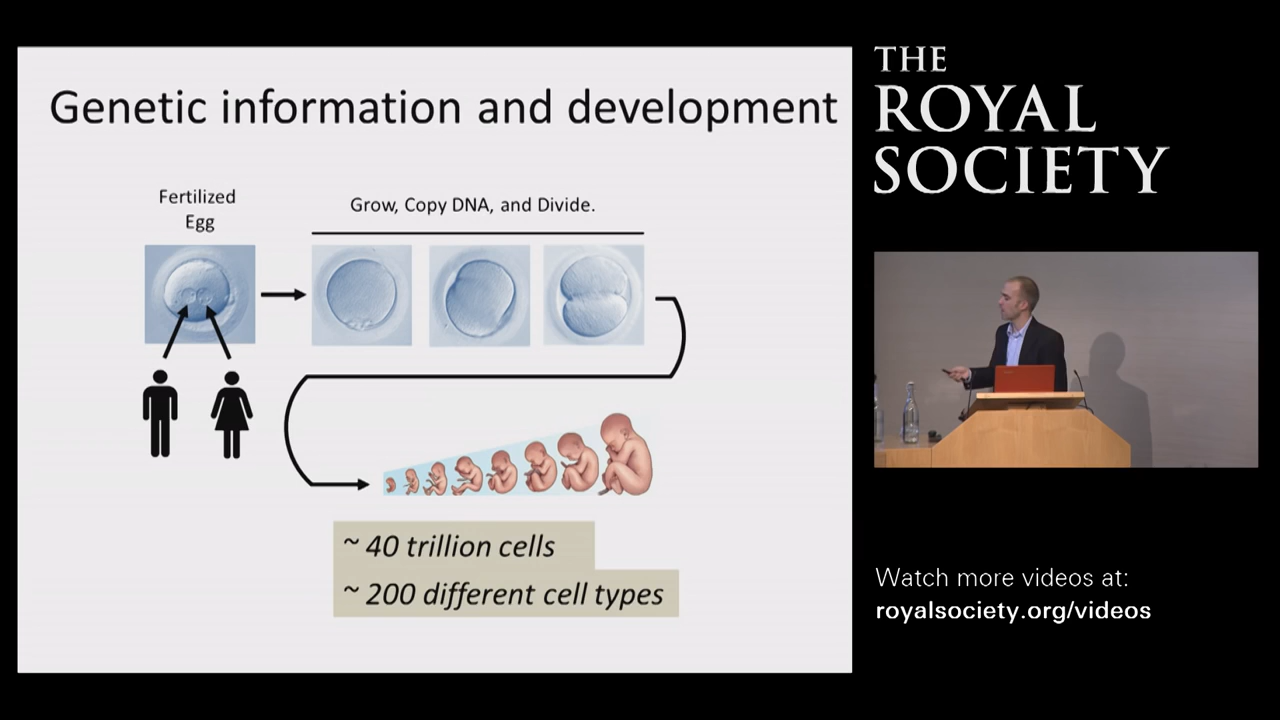 Genetic information and development
Fertilized
Egg
Grow, Copy DNA, and Divide.
~ 40 trillion cells
~ 200 different cell types
THE
ROYAL
SOCIETY
Watch more videos at:
royalsociety.org/videos